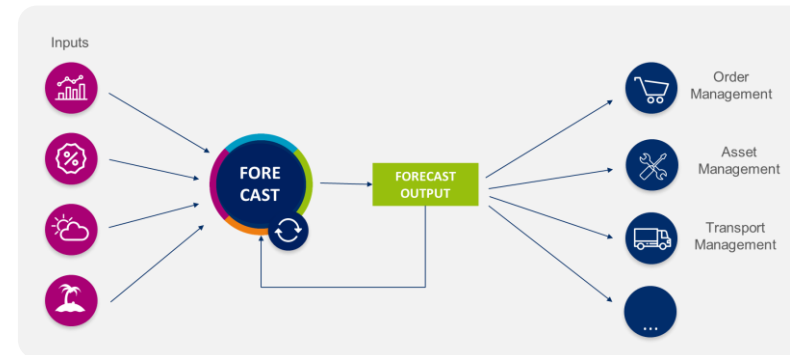 Inputs
FORE
CAST
FORECAST
OUTPUT
Order
Management
Asset
Management
Transport
Management
...